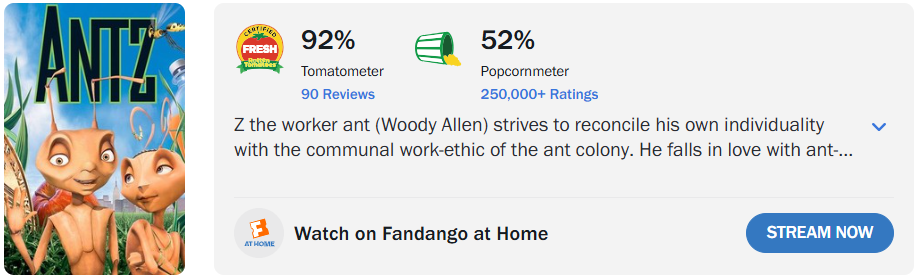 ANTZ
CERTIFIED
FRESH
Rotten
Tomatoes
92%
Tomatometer
90 Reviews
52%
Popcornmeter
250,000+ Ratings
Z the worker ant (Woody Allen) strives to reconcile his own individuality
with the communal work-ethic of the ant colony. He falls in love with ant-...
F
AT HOME
Watch on Fandango at Home
STREAM NOW